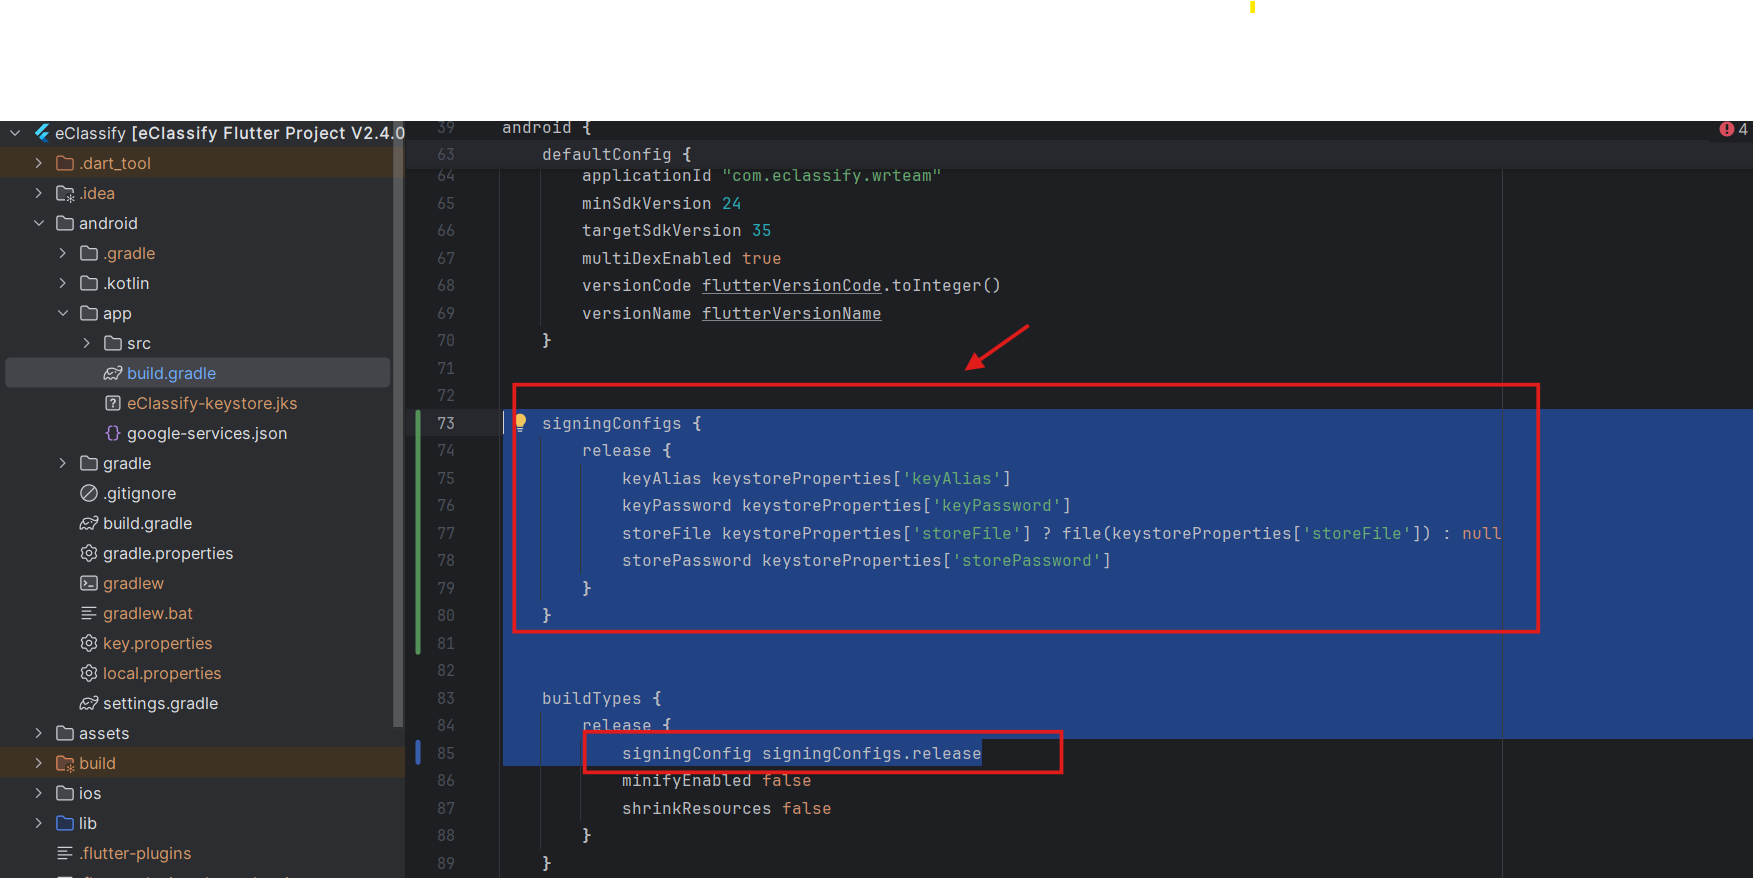 eClassify [eClassify Flutter Project V2.4.0
.dart_tool
.idea
android
.gradle
.kotlin
app
src
build.gradle
eClassify-keystore.jks
google-services.json
gradle
.gitignore
build.gradle
gradle.properties
gradlew
gradlew.bat
key.properties
local.properties
settings.gradle
assets
build
ios
lib
.flutter-plugins
4
39 android {
63 defaultConfig {
64 applicationId "com.eclassify.wrteam"
65 minSdkVersion 24
66 targetSdkVersion 35
67 multiDexEnabled true
68 versionCode flutterVersionCode.toInteger()
69 versionName flutterVersionName
70 }
71
72
73 signingConfigs {
74 release {
75 keyAlias keystoreProperties['keyAlias']
76 keyPassword keystoreProperties['keyPassword']
77 storeFile keystoreProperties['storeFile'] ? file(keystoreProperties['storeFile']) : null
78 storePassword keystoreProperties['storePassword']
79 }
80 }
81
82
83 buildTypes {
84 release {
85 signingConfig signingConfigs.release
86 minifyEnabled false
87 shrinkResources false
88 }
89 }